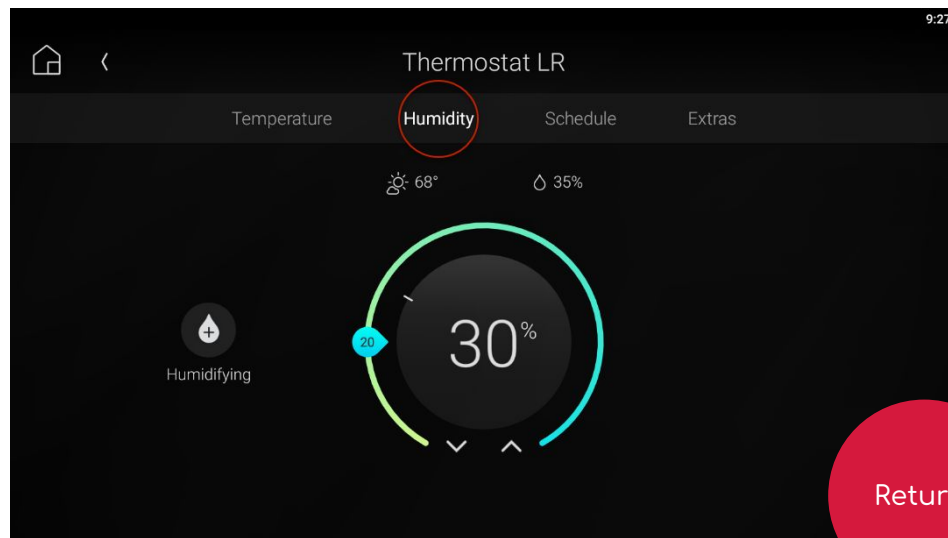 9:27
Thermostat LR
Temperature Humidity Schedule Extras
68° 35%
20
30%
Humidifying
Retur